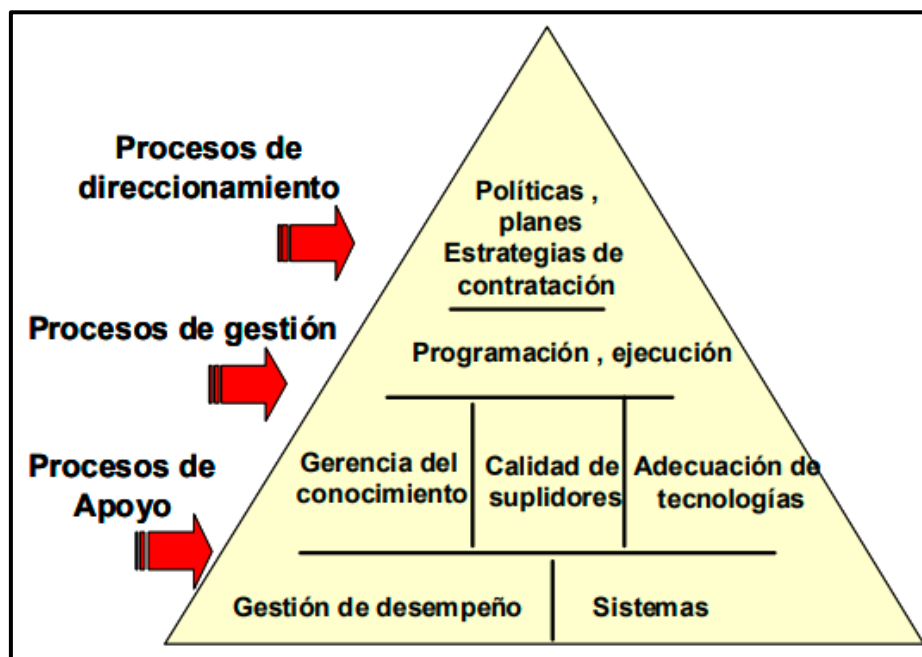 Procesos de
direccionamiento
Políticas ,
planes
Estrategias de
contratación
Procesos de gestión
Programación , ejecución
Procesos de
Apoyo
Gerencia del
conocimiento
Calidad de
suplidores
Adecuación de
tecnologías
Gestión de desempeño
Sistemas